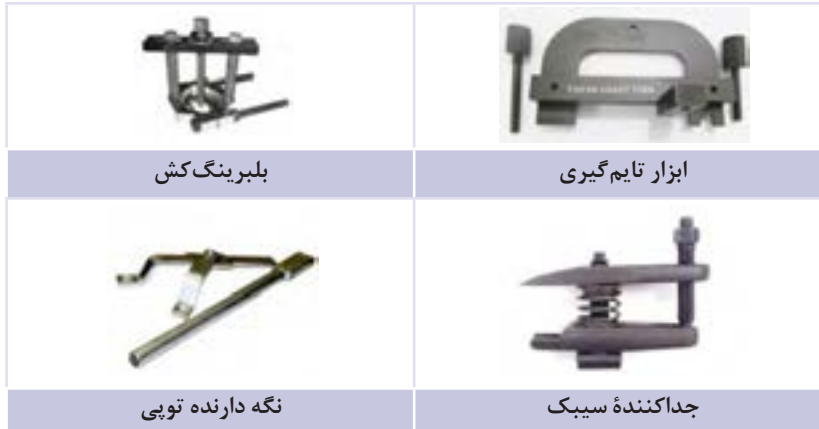 ابزار تایم‌گیری
بلبرینگ‌کش
جداکنندهٔ سیبک
نگه دارنده توپی